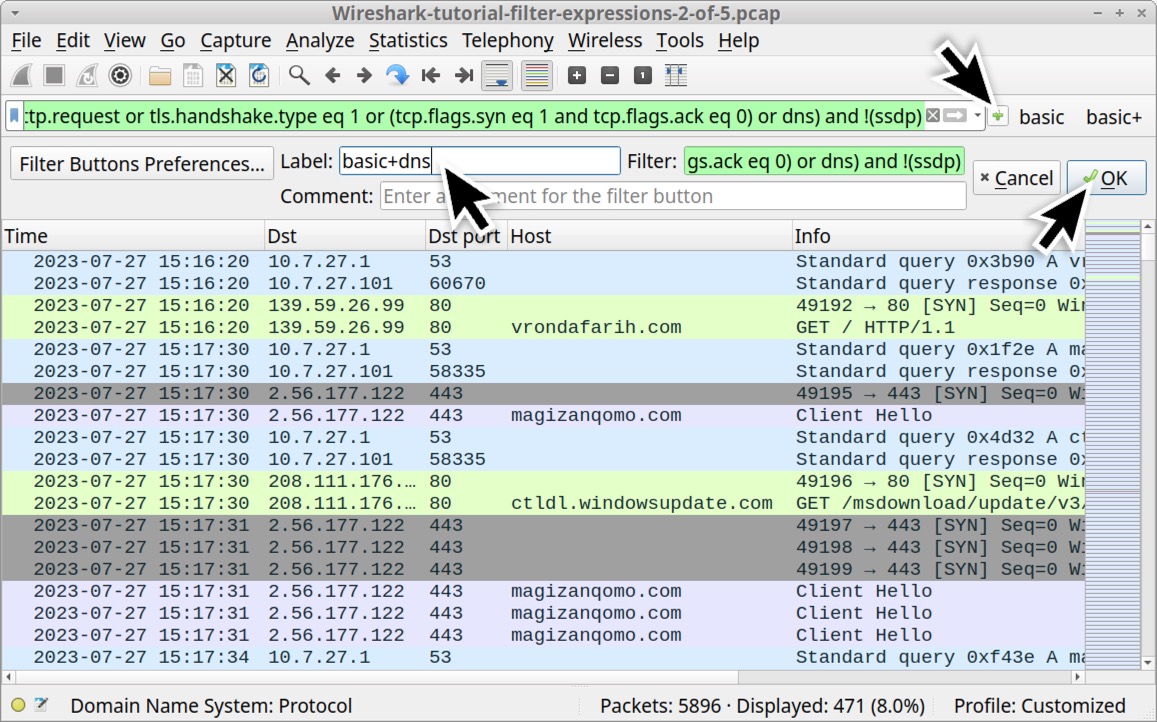 Wireshark-tutorial-filter-expressions-2-of-5.pcap
File Edit View Go Capture Analyze Statistics Telephony Wireless Tools Help
:tp.request or tls.handshake.type eq 1 or (tcp.flags.syn eq 1 and tcp.flags.ack eq 0) or dns) and !(ssdp) basic basic+
Filter Buttons Preferences... Label: basic+dns Filter: gs.ack eq 0) or dns) and !(ssdp) Cancel OK
Comment: Enter a ment for the filter button
Time Dst Dst port Host Info
2023-07-27 15:16:20 10.7.27.1 53 Standard query 0x3b90 A vr
2023-07-27 15:16:20 10.7.27.101 60670 Standard query response 0x
2023-07-27 15:16:20 139.59.26.99 80 49192 → 80 [SYN] Seq=0 Win
2023-07-27 15:16:20 139.59.26.99 80 vrondafarih.com GET / HTTP/1.1
2023-07-27 15:17:30 10.7.27.1 53 Standard query 0x1f2e A ma
2023-07-27 15:17:30 10.7.27.101 58335 Standard query response 0x
2023-07-27 15:17:30 2.56.177.122 443 49195 → 443 [SYN] Seq=0 Wi
2023-07-27 15:17:30 2.56.177.122 443 magizanqomo.com Client Hello
2023-07-27 15:17:30 10.7.27.1 53 Standard query 0x4d32 A ct
2023-07-27 15:17:30 10.7.27.101 58335 Standard query response 0x
2023-07-27 15:17:30 208.111.176.… 80 49196 → 80 [SYN] Seq=0 Win
2023-07-27 15:17:30 208.111.176.… 80 ctldl.windowsupdate.com GET /msdownload/update/v3/
2023-07-27 15:17:31 2.56.177.122 443 49197 → 443 [SYN] Seq=0 Wi
2023-07-27 15:17:31 2.56.177.122 443 49198 → 443 [SYN] Seq=0 Wi
2023-07-27 15:17:31 2.56.177.122 443 49199 → 443 [SYN] Seq=0 Wi
2023-07-27 15:17:31 2.56.177.122 443 magizanqomo.com Client Hello
2023-07-27 15:17:31 2.56.177.122 443 magizanqomo.com Client Hello
2023-07-27 15:17:31 2.56.177.122 443 magizanqomo.com Client Hello
2023-07-27 15:17:34 10.7.27.1 53 Standard query 0xf43e A ma
Domain Name System: Protocol Packets: 5896 · Displayed: 471 (8.0%) Profile: Customized